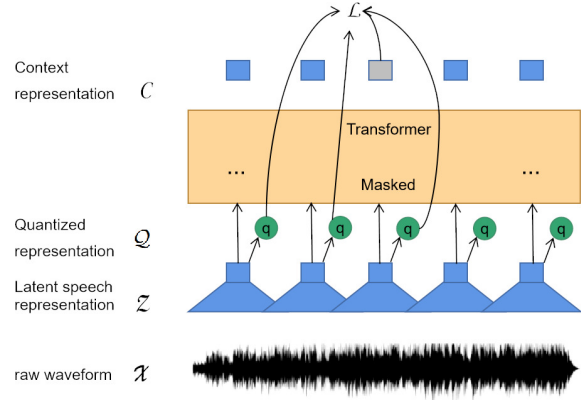 ℒ
Context
representation C
Transformer
... ...
Masked
Quantized
representation Q
q q q q q
Latent speech
representation Z
raw waveform X